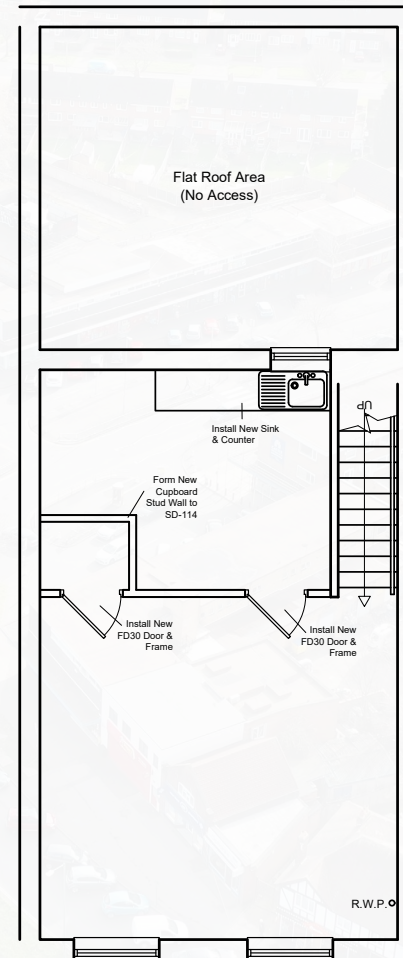 Flat Roof Area
(No Access)
Install New Sink
& Counter
UP
Form New
Cupboard
Stud Wall to
SD-114
Install New
FD30 Door &
Frame
Install New
FD30 Door &
Frame
R.W.P.